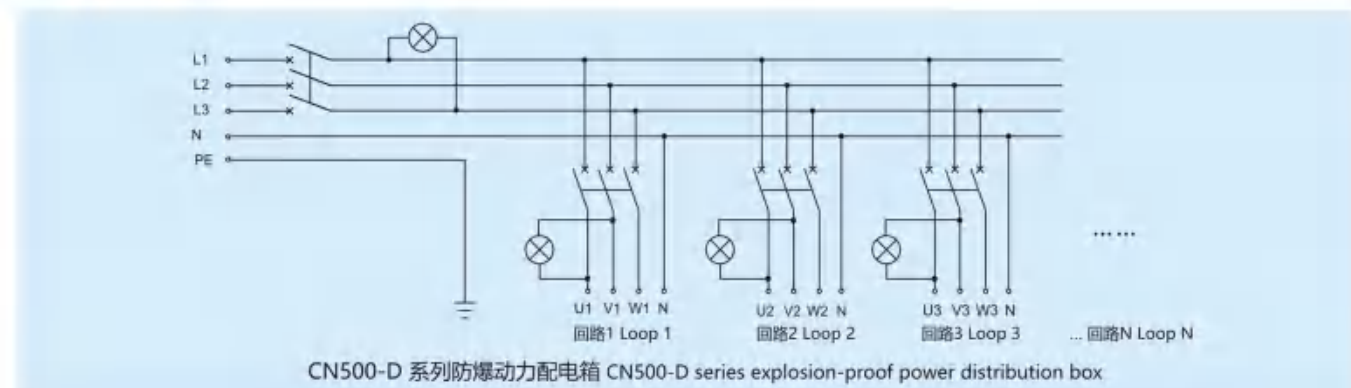 L1
L2
L3
N
PE
U1 V1 W1 N
U2 V2 W2 N
U3 V3 W3 N
……
回路1 Loop 1
回路2 Loop 2
回路3 Loop 3
... 回路N Loop N
CN500-D 系列防爆动力配电箱 CN500-D series explosion-proof power distribution box